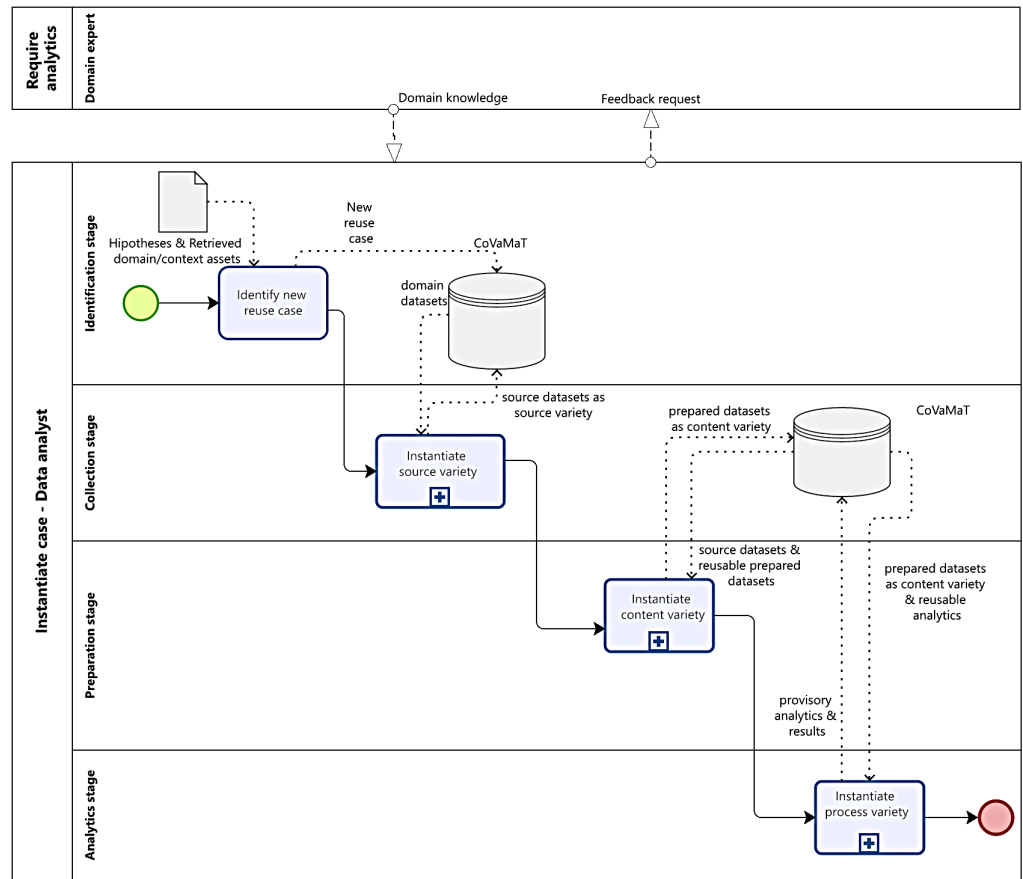 Require
analytics
Domain expert
Domain knowledge
Feedback request
Instantiate case - Data analyst
Identification stage
Hipotheses & Retrieved
domain/context assets
New
reuse
case
CoVaMaT
Identify new
reuse case
domain
datasets
Collection stage
source datasets as
source variety
Instantiate
source variety
prepared datasets
as content variety
CoVaMaT
Preparation stage
source datasets &
reusable prepared
datasets
prepared datasets
as content variety
& reusable
analytics
Instantiate
content variety
provisory
analytics &
results
Analytics stage
Instantiate
process variety